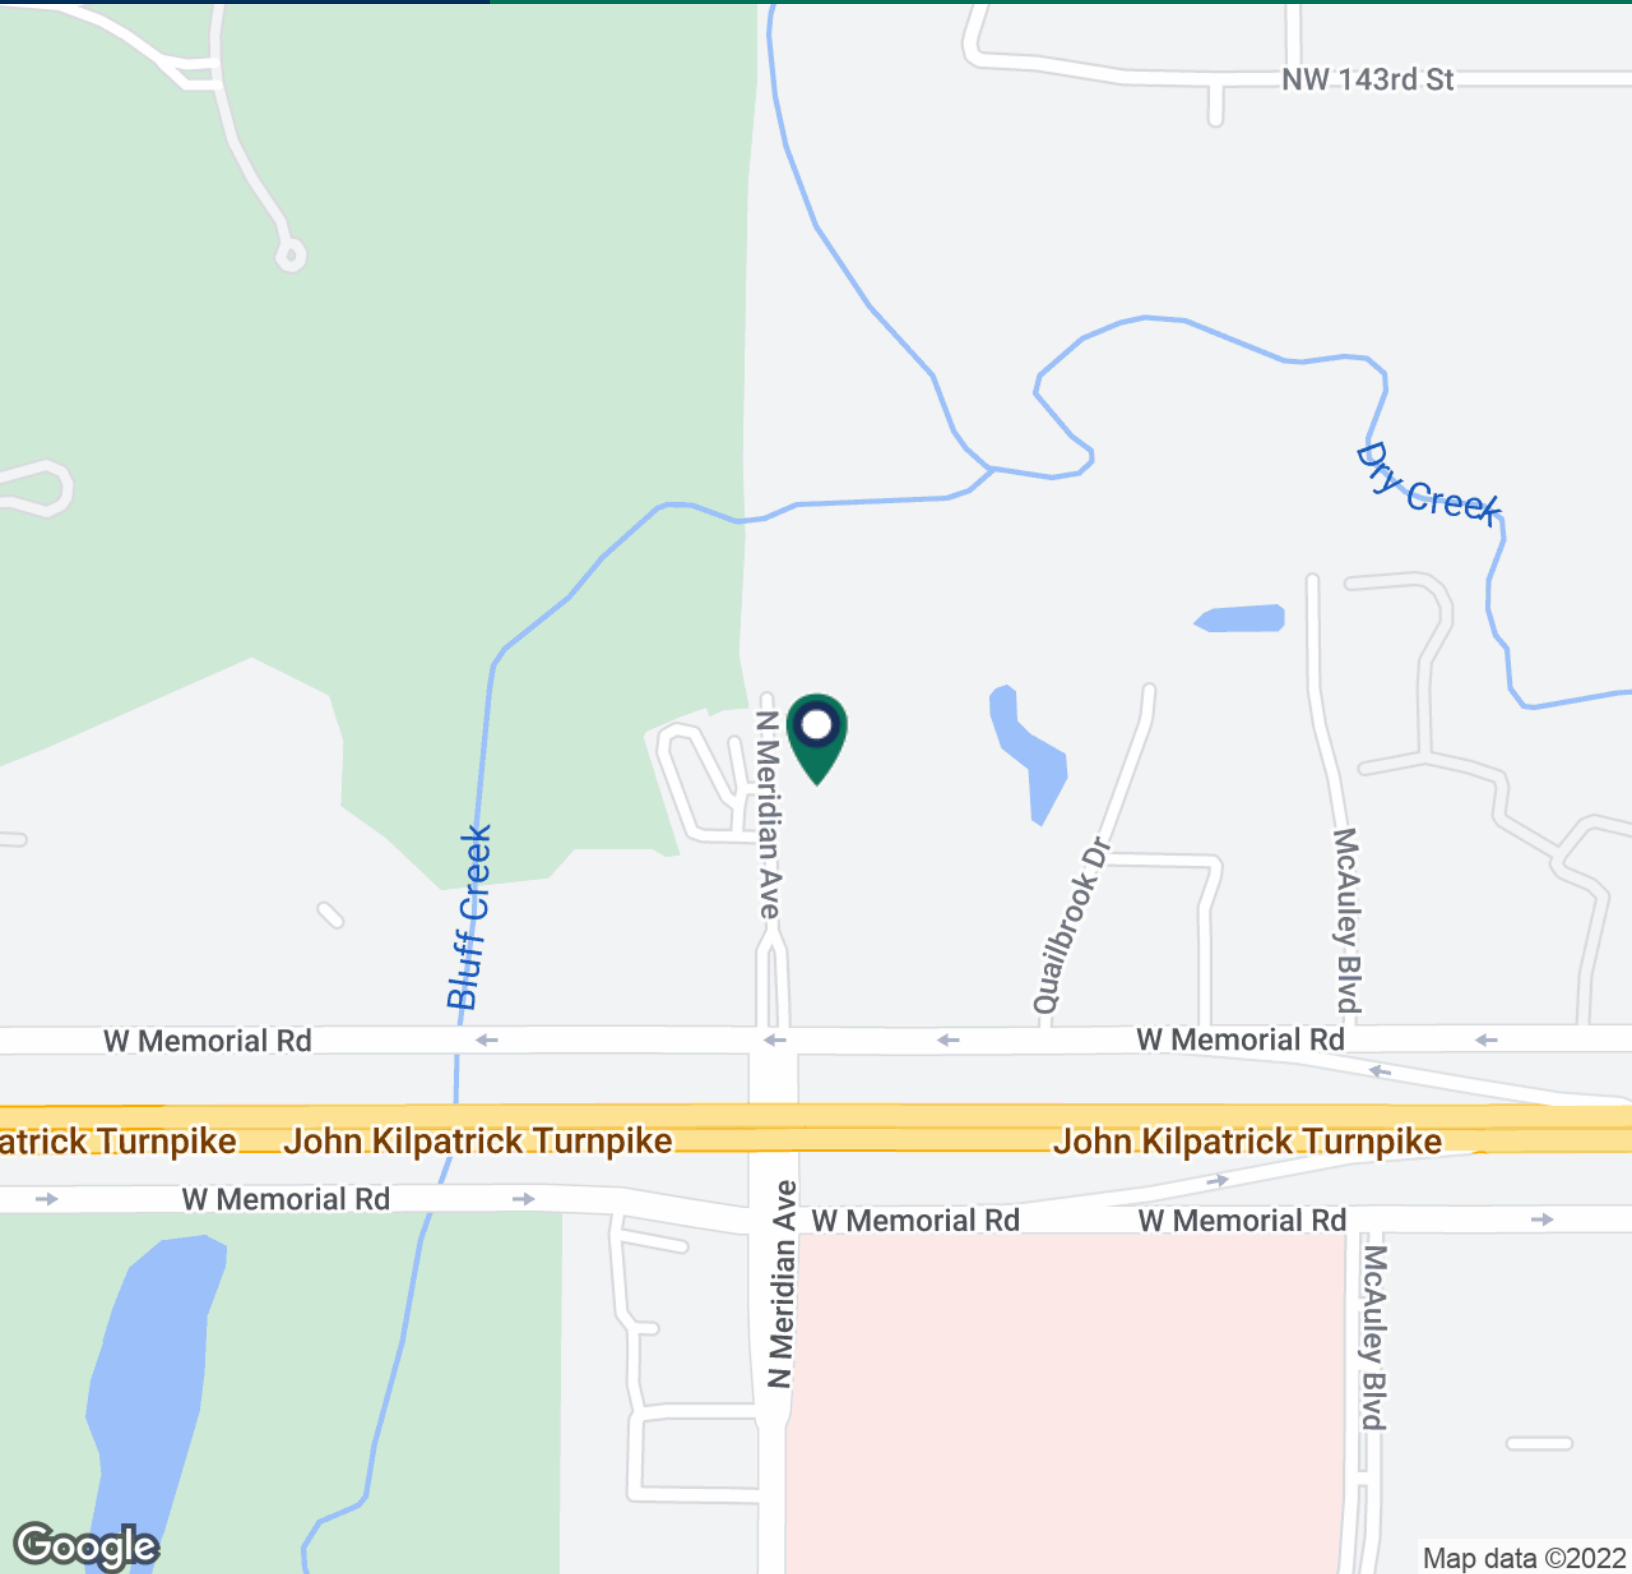 NW 143rd St
Dry Creek
N Meridian Ave
Bluff Creek
Quailbrook Dr
McAuley Blvd
W Memorial Rd
W Memorial Rd
atrick Turnpike
John Kilpatrick Turnpike
John Kilpatrick Turnpike
W Memorial Rd
W Memorial Rd
W Memorial Rd
N Meridian Ave
McAuley Blvd
Google
Map data ©2022